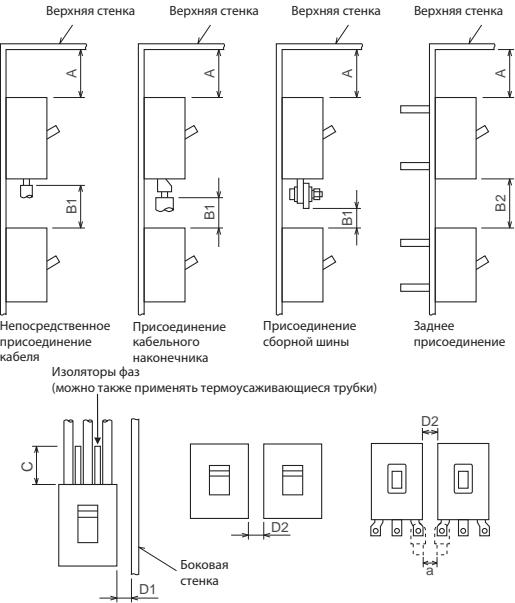 Верхняя стенка
Верхняя стенка
Верхняя стенка
Верхняя стенка
A
A
A
A
B1
B1
B1
B2
Непосредственное
присоединение
кабеля
Присоединение
кабельного
наконечника
Присоединение
сборной шины
Заднее
присоединение
Изоляторы фаз
(можно также применять термоусаживающиеся трубки)
C
D1
Боковая
стенка
D2
D2
a